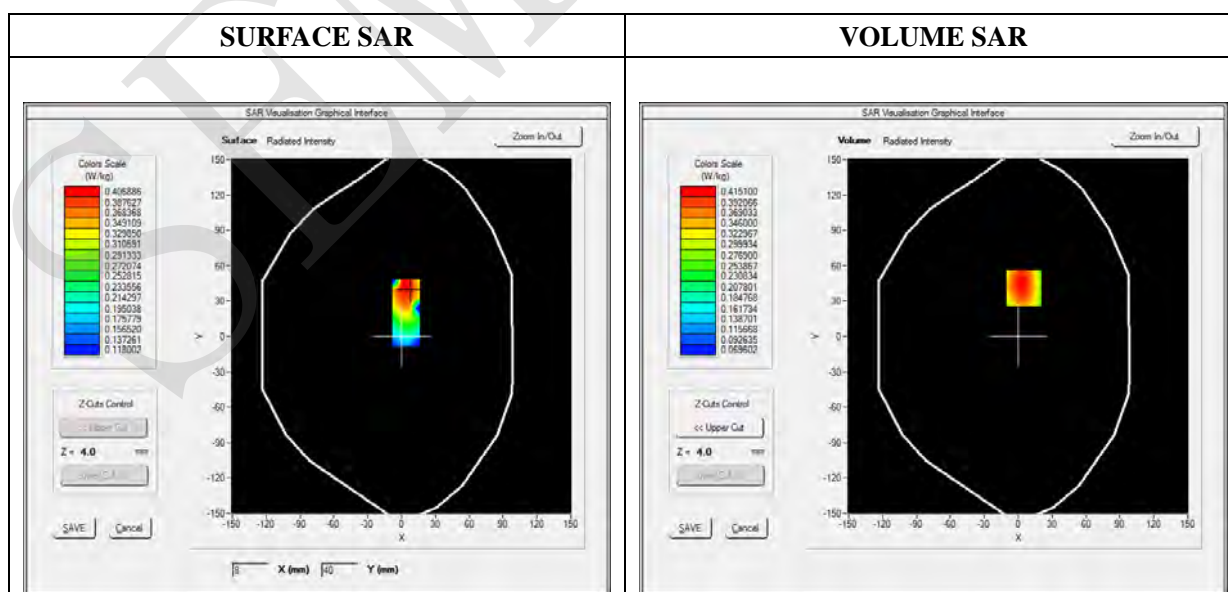 SURFACE SAR
VOLUME SAR
SAR Visualisation Graphical Interface
Surface Radiated Intensity
Zoom In/Out
Colors Scale
(W/kg)
0.406886
0.387627
0.368368
0.349109
0.329850
0.310591
0.291333
0.272074
0.252815
0.233556
0.214297
0.195038
0.175779
0.156520
0.137261
0.118002
150
120
90
60
30
0
-30
-60
-90
-120
-150
Y
-150 -120 -90 -60 -30 0 30 60 90 120 150
X
Z-Cuts Control
<< Upper Cut
Z = 4.0 mm
SAVE Cancel
8 X (mm) 40 Y (mm)
SAR Visualisation Graphical Interface
Volume Radiated Intensity
Zoom In/Out
Colors Scale
(W/kg)
0.415100
0.392066
0.369033
0.346000
0.322967
0.299934
0.276900
0.253867
0.230834
0.207801
0.184768
0.161734
0.138701
0.115668
0.092635
0.069602
150
120
90
60
30
0
-30
-60
-90
-120
-150
Y
-150 -120 -90 -60 -30 0 30 60 90 120 150
X
Z-Cuts Control
<< Upper Cut
Z = 4.0 mm
SAVE Cancel